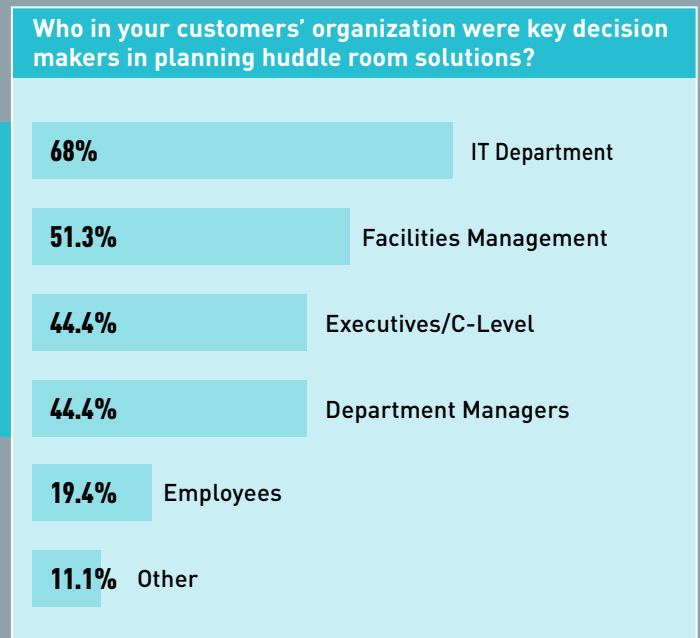 Who in your customers’ organization were key decision
makers in planning huddle room solutions?
68% IT Department
51.3% Facilities Management
44.4% Executives/C-Level
44.4% Department Managers
19.4% Employees
11.1% Other